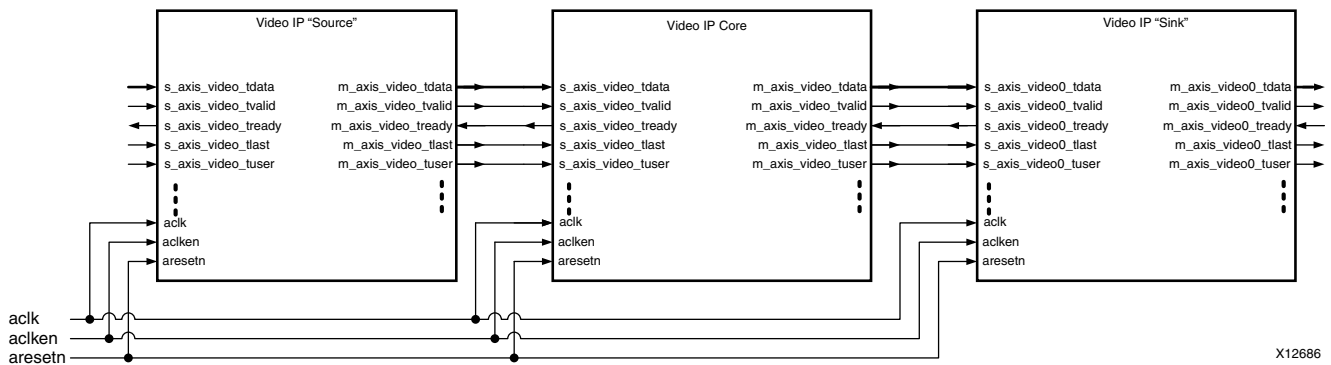 Video IP “Source”
s_axis_video_tdata
s_axis_video_tvalid
s_axis_video_tready
s_axis_video_tlast
s_axis_video_tuser
m_axis_video_tdata
m_axis_video_tvalid
m_axis_video_tready
m_axis_video_tlast
m_axis_video_tuser
aclk
aclken
aresetn
Video IP Core
s_axis_video_tdata
s_axis_video_tvalid
s_axis_video_tready
s_axis_video_tlast
s_axis_video_tuser
m_axis_video_tdata
m_axis_video_tvalid
m_axis_video_tready
m_axis_video_tlast
m_axis_video_tuser
aclk
aclken
aresetn
Video IP “Sink”
s_axis_video0_tdata
s_axis_video0_tvalid
s_axis_video0_tready
s_axis_video0_tlast
s_axis_video0_tuser
m_axis_video0_tdata
m_axis_video0_tvalid
m_axis_video0_tready
m_axis_video0_tlast
m_axis_video0_tuser
aclk
aclken
aresetn
aclk
aclken
aresetn
X12686